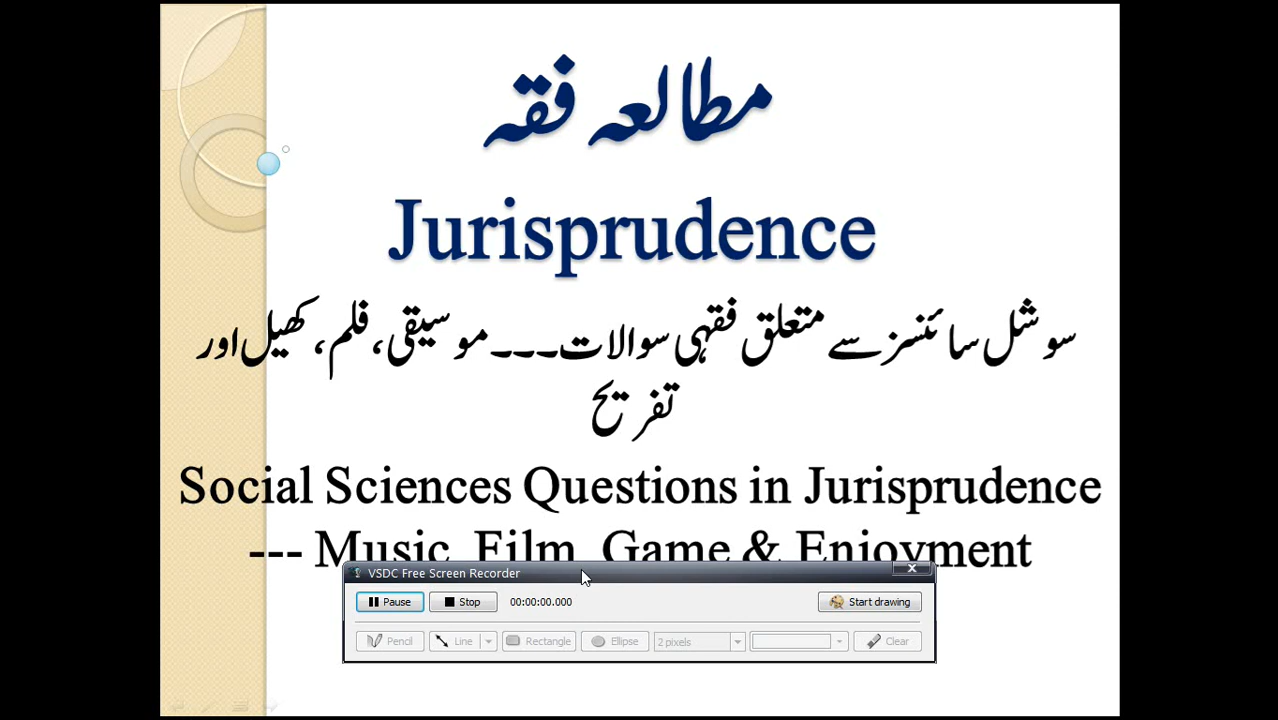 مطالعہ فقہ
Jurisprudence
سوشل سائنسز سے متعلق فقہی سوالات۔۔۔ موسیقی، فلم، کھیل اور
تفریح
Social Sciences Questions in Jurisprudence
--- Music, Film, Game & Enjoyment
VSDC Free Screen Recorder
Pause Stop 00:00:00.000 Start drawing
Pencil Line Rectangle Ellipse 2 pixels Clear